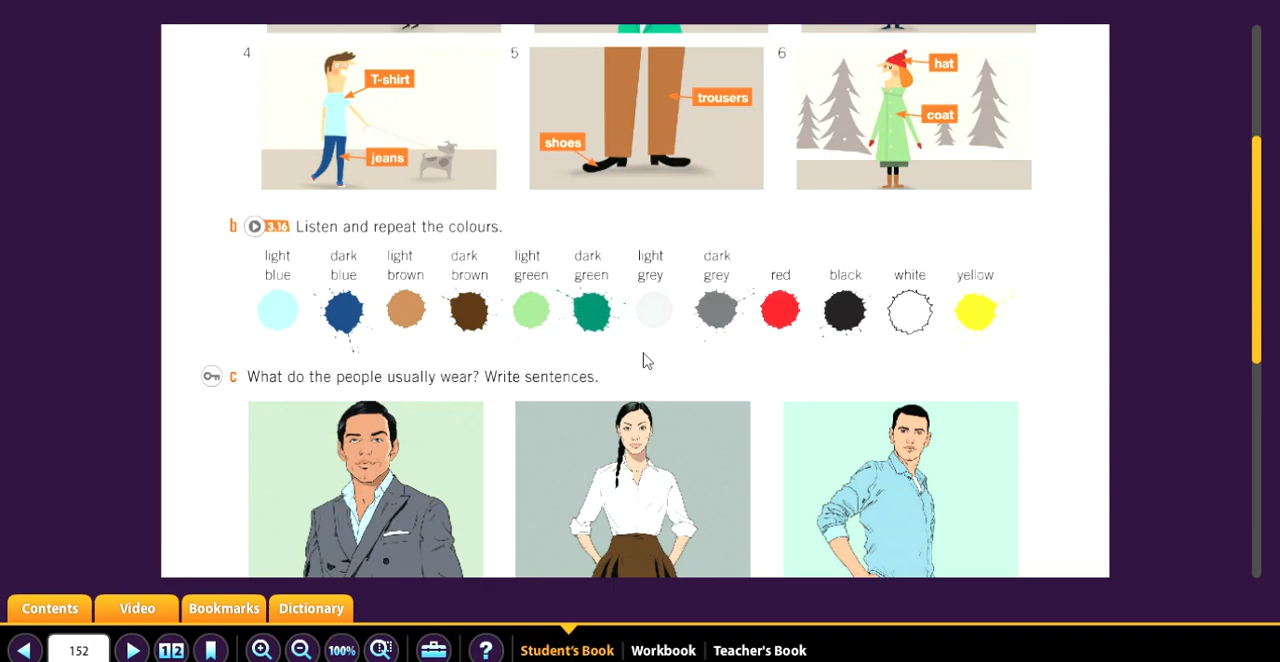 4
T-shirt
jeans
5
trousers
shoes
6
hat
coat
b 3.16 Listen and repeat the colours.
light blue
dark blue
light brown
dark brown
light green
dark green
light grey
dark grey
red
black
white
yellow
c What do the people usually wear? Write sentences.
Contents Video Bookmarks Dictionary
152 1 2 100% ? Student's Book Workbook Teacher's Book